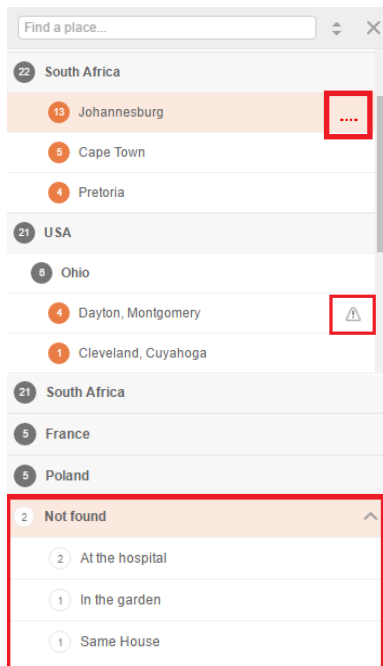 Find a place...
22 South Africa
13 Johannesburg ....
5 Cape Town
4 Pretoria
21 USA
6 Ohio
4 Dayton, Montgomery
1 Cleveland, Cuyahoga
21 South Africa
5 France
5 Poland
2 Not found
2 At the hospital
1 In the garden
1 Same House